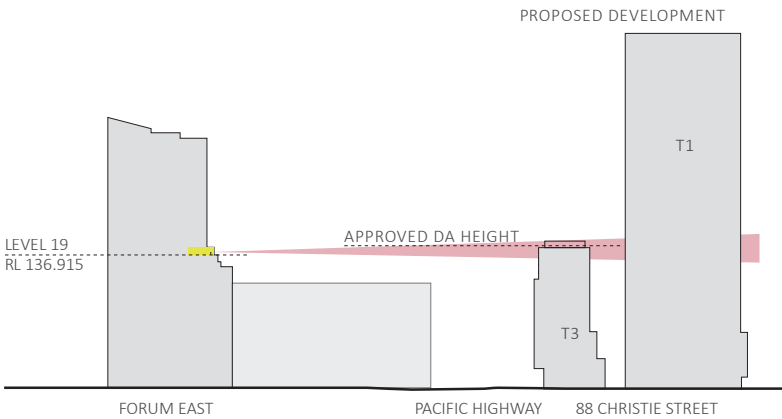 PROPOSED DEVELOPMENT
T1
APPROVED DA HEIGHT
LEVEL 19
RL 136.915
T3
FORUM EAST
PACIFIC HIGHWAY
88 CHRISTIE STREET